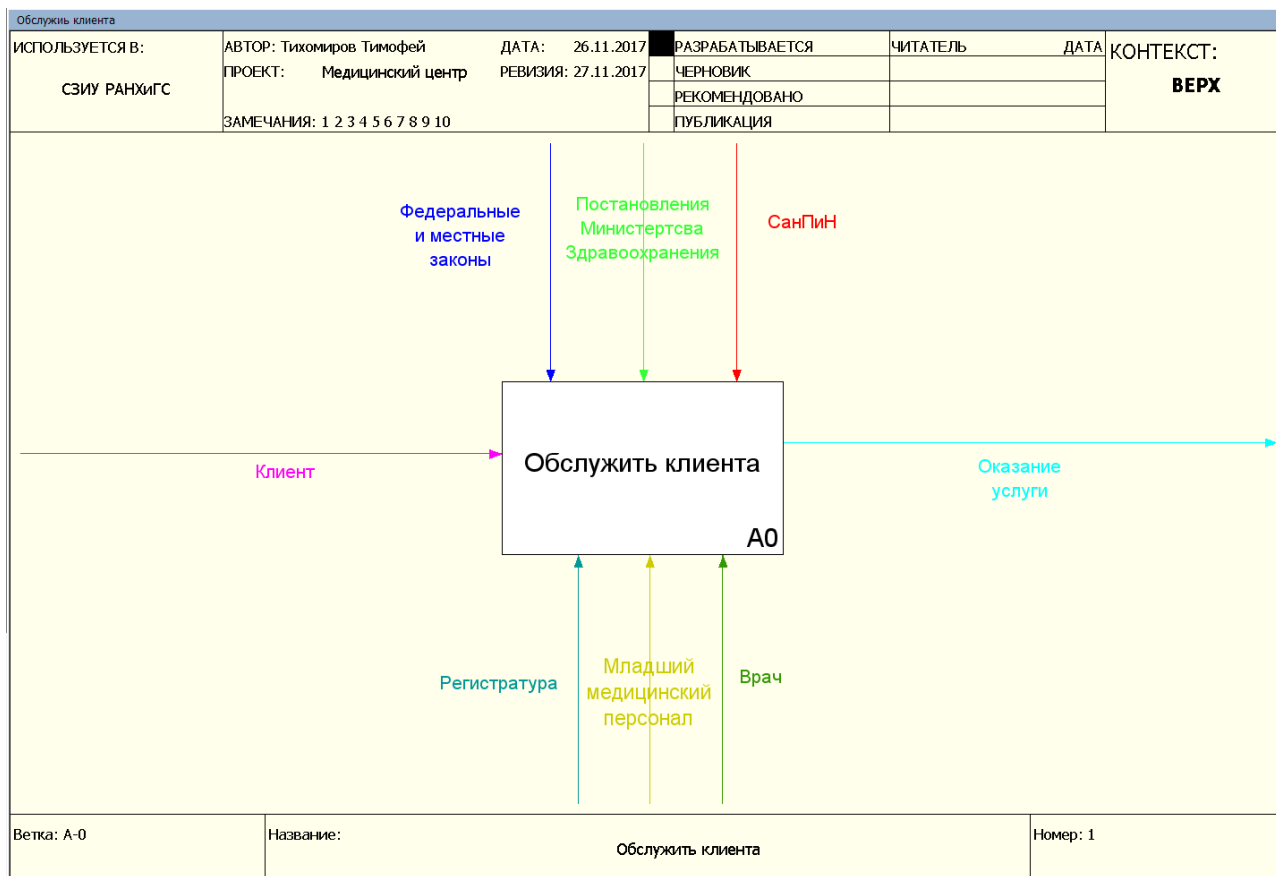 Обслужиь клиента
ИСПОЛЬЗУЕТСЯ В:
СЗИУ РАНХиГС
АВТОР: Тихомиров Тимофей
ДАТА: 26.11.2017
ПРОЕКТ: Медицинский центр
РЕВИЗИЯ: 27.11.2017
ЗАМЕЧАНИЯ: 1 2 3 4 5 6 7 8 9 10
РАЗРАБАТЫВАЕТСЯ
ЧЕРНОВИК
РЕКОМЕНДОВАНО
ПУБЛИКАЦИЯ
ЧИТАТЕЛЬ ДАТА
КОНТЕКСТ:
ВЕРХ
Федеральные
и местные
законы
Постановления
Министертсва
Здравоохранения
СанПиН
Клиент
Обслужить клиента
A0
Оказание
услуги
Регистратура
Младший
медицинский
персонал
Врач
Ветка: A-0
Название:
Обслужить клиента
Номер: 1